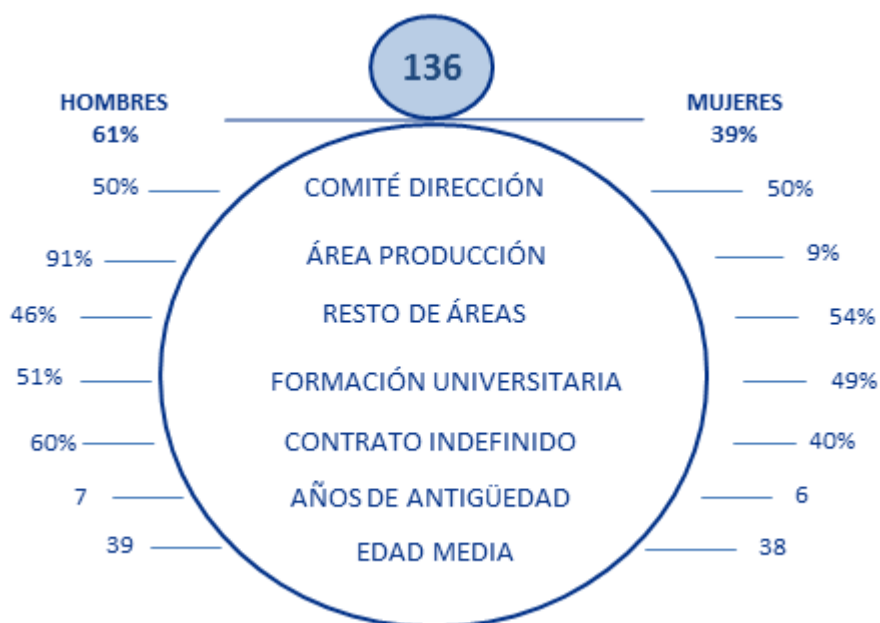 136
HOMBRES
61%
MUJERES
39%
50% COMITÉ DIRECCIÓN 50%
91% ÁREA PRODUCCIÓN 9%
46% RESTO DE ÁREAS 54%
51% FORMACIÓN UNIVERSITARIA 49%
60% CONTRATO INDEFINIDO 40%
7 AÑOS DE ANTIGÜEDAD 6
39 EDAD MEDIA 38